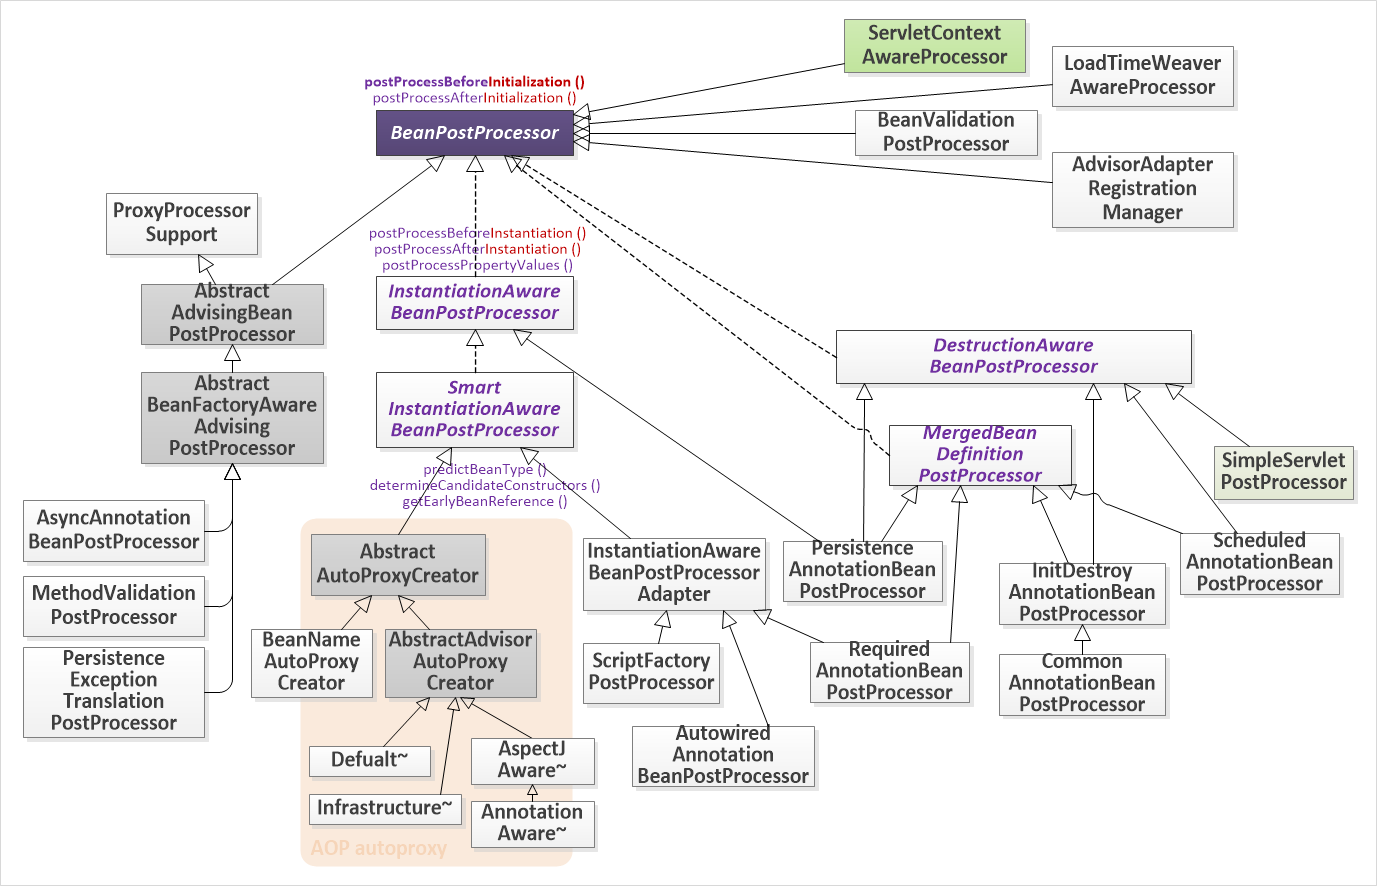 ServletContext
AwareProcessor
LoadTimeWeaver
AwareProcessor
postProcessBeforeInitialization ()
postProcessAfterInitialization ()
BeanPostProcessor
BeanValidation
PostProcessor
AdvisorAdapter
Registration
Manager
ProxyProcessor
Support
postProcessBeforeInstantiation ()
postProcessAfterInstantiation ()
postProcessPropertyValues ()
InstantiationAware
BeanPostProcessor
Abstract
AdvisingBean
PostProcessor
DestructionAware
BeanPostProcessor
Abstract
BeanFactoryAware
Advising
PostProcessor
Smart
InstantiationAware
BeanPostProcessor
MergedBean
Definition
PostProcessor
SimpleServlet
PostProcessor
predictBeanType ()
determineCandidateConstructors ()
getEarlyBeanReference ()
AsyncAnnotation
BeanPostProcessor
Abstract
AutoProxyCreator
InstantiationAware
BeanPostProcessor
Adapter
Persistence
AnnotationBean
PostProcessor
InitDestroy
AnnotationBean
PostProcessor
Scheduled
AnnotationBean
PostProcessor
MethodValidation
PostProcessor
BeanName
AutoProxy
Creator
AbstractAdvisor
AutoProxy
Creator
ScriptFactory
PostProcessor
Required
AnnotationBean
PostProcessor
Common
AnnotationBean
PostProcessor
Persistence
Exception
Translation
PostProcessor
Defualt~
AspectJ
Aware~
Autowired
Annotation
BeanPostProcessor
Infrastructure~
Annotation
Aware~
AOP autoproxy